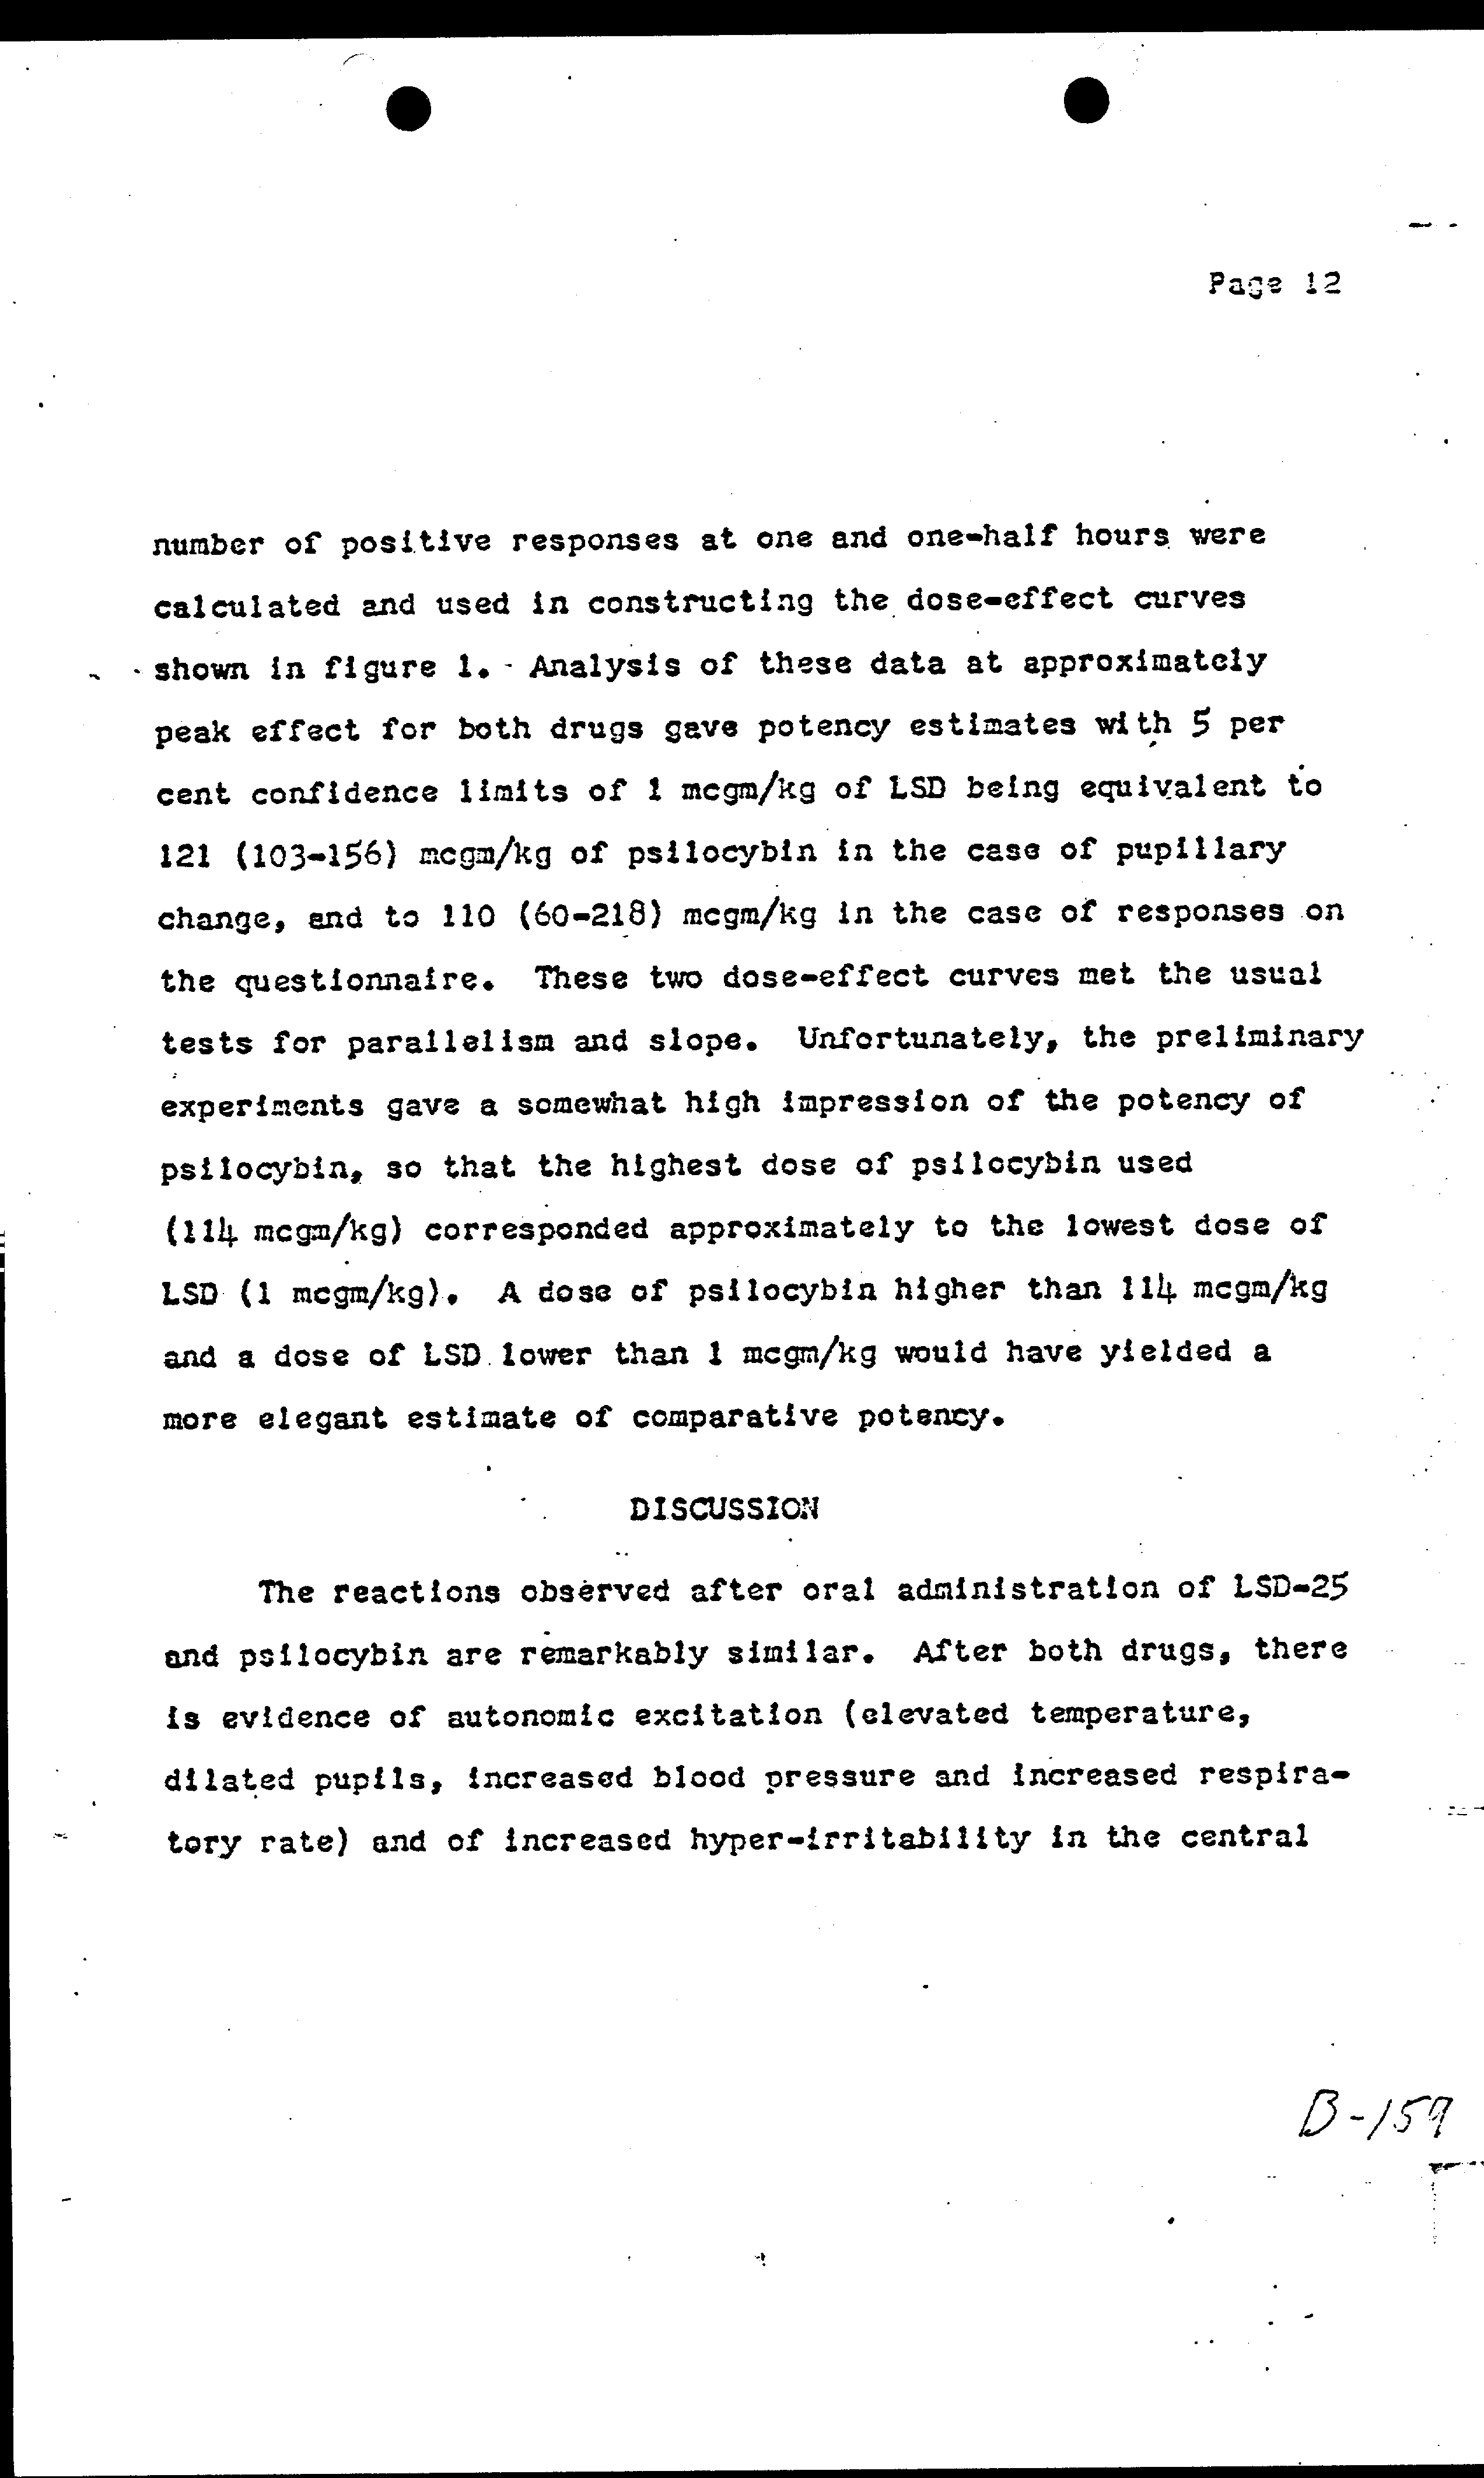 Page 12
number of positive responses at one and one-half hours were
calculated and used in constructing the dose-effect curves
shown in figure 1. Analysis of these data at approximately
peak effect for both drugs gave potency estimates with 5 per
cent confidence limits of 1 mcgm/kg of LSD being equivalent to
121 (103-156) mcgm/kg of psilocybin in the case of pupillary
change, and to 110 (60-218) mcgm/kg in the case of responses on
the questionnaire. These two dose-effect curves met the usual
tests for parallelism and slope. Unfortunately, the preliminary
experiments gave a somewhat high impression of the potency of
psilocybin, so that the highest dose of psilocybin used
(114 mcgm/kg) corresponded approximately to the lowest dose of
LSD (1 mcgm/kg). A dose of psilocybin higher than 114 mcgm/kg
and a dose of LSD lower than 1 mcgm/kg would have yielded a
more elegant estimate of comparative potency.
DISCUSSION
The reactions observed after oral administration of LSD-25
and psilocybin are remarkably similar. After both drugs, there
is evidence of autonomic excitation (elevated temperature,
dilated pupils, increased blood pressure and increased respira-
tory rate) and of increased hyper-irritability in the central
B-159